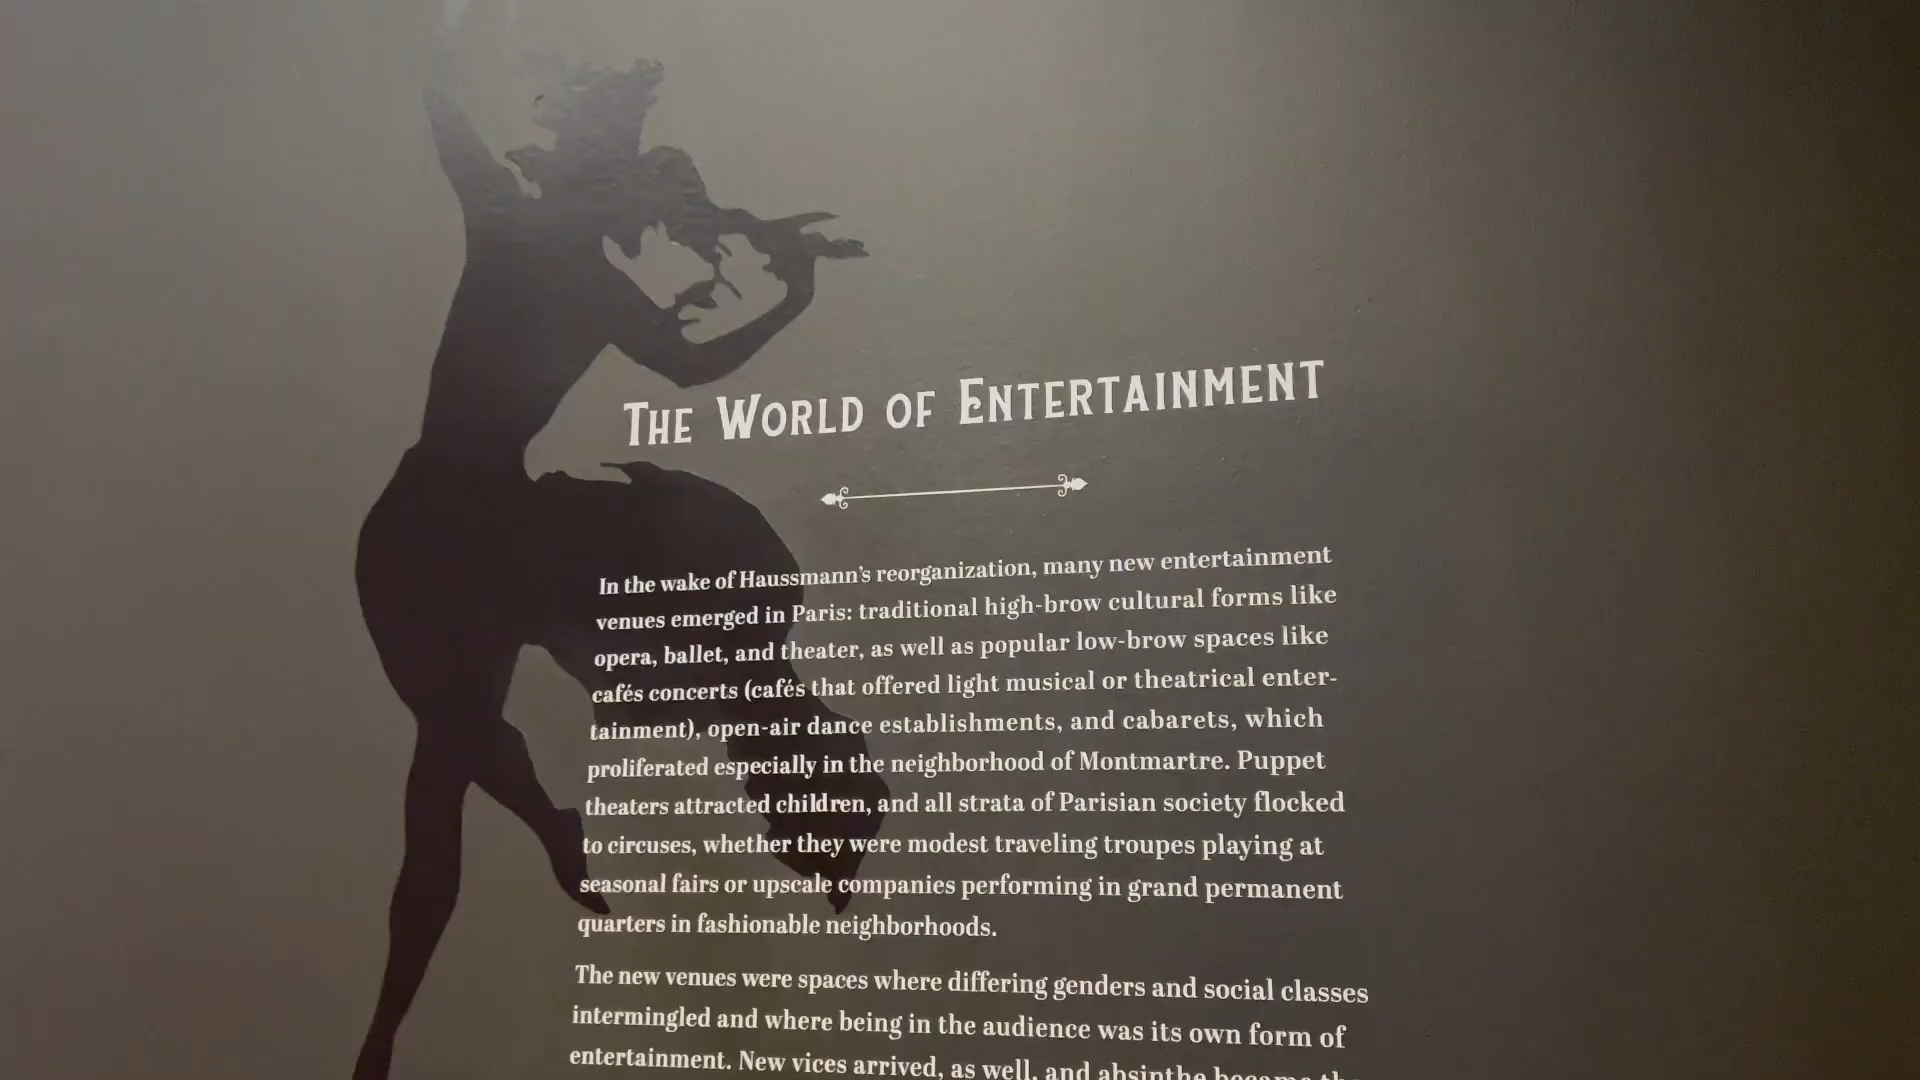 The World of Entertainment
In the wake of Haussmann's reorganization, many new entertainment
venues emerged in Paris: traditional high-brow cultural forms like
opera, ballet, and theater, as well as popular low-brow spaces like
cafés concerts (cafés that offered light musical or theatrical enter-
tainment), open-air dance establishments, and cabarets, which
proliferated especially in the neighborhood of Montmartre. Puppet
theaters attracted children, and all strata of Parisian society flocked
to circuses, whether they were modest traveling troupes playing at
seasonal fairs or upscale companies performing in grand permanent
quarters in fashionable neighborhoods.
The new venues were spaces where differing genders and social classes
intermingled and where being in the audience was its own form of
entertainment. New vices arrived, as well, and absinthe became